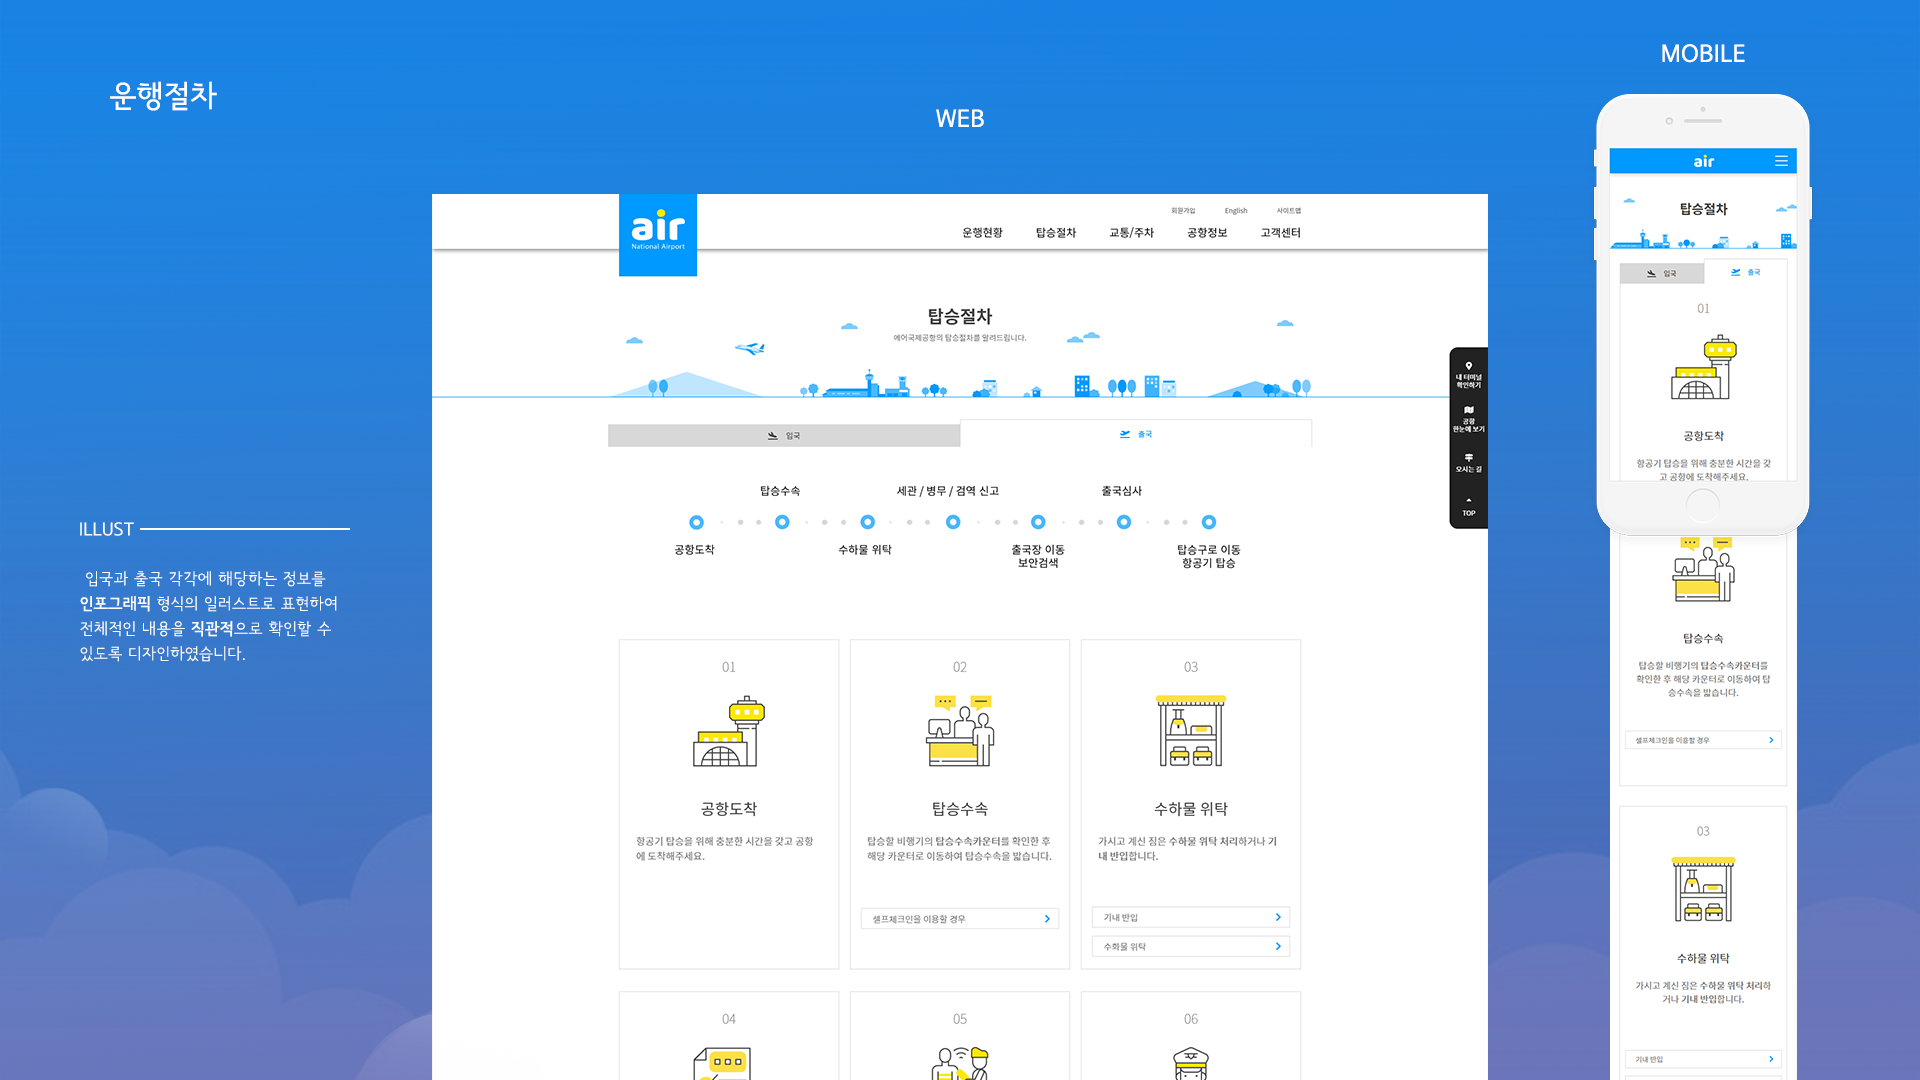 운행절차
WEB
MOBILE
ILLUST
입국과 출국 각각에 해당하는 정보를
인포그래픽 형식의 일러스트로 표현하여
전체적인 내용을 직관적으로 확인할 수
있도록 디자인하였습니다.
air
National Airport
회원가입 English 사이트맵
운행현황 탑승절차 교통/주차 공항정보 고객센터
탑승절차
에어국제공항의 탑승절차를 알려드립니다.
입국 출국
내 터미널
확인하기
공항
한눈에 보기
오시는 길
TOP
탑승수속 세관 / 병무 / 검역 신고 출국심사
공항도착 수하물 위탁 출국장 이동 탑승구로 이동
보안검색 항공기 탑승
01
공항도착
항공기 탑승을 위해 충분한 시간을 갖고 공항
에 도착해주세요.
02
탑승수속
탑승할 비행기의 탑승수속카운터를 확인한 후
해당 카운터로 이동하여 탑승수속을 밟습니다.
셀프체크인을 이용할 경우
03
수하물 위탁
가시고 계신 짐은 수하물 위탁 처리하거나 기
내 반입합니다.
기내 반입
수화물 위탁
04
05
06
air
탑승절차
입국 출국
01
공항도착
항공기 탑승을 위해 충분한 시간을 갖
고 공항에 도착해주세요.
탑승수속
탑승할 비행기의 탑승수속카운터를
확인한 후 해당 카운터로 이동하여 탑
승수속을 밟습니다.
셀프체크인을 이용할 경우
03
수하물 위탁
가시고 계신 짐은 수하물 위탁 처리하
거나 기내 반입합니다.
기내 반입